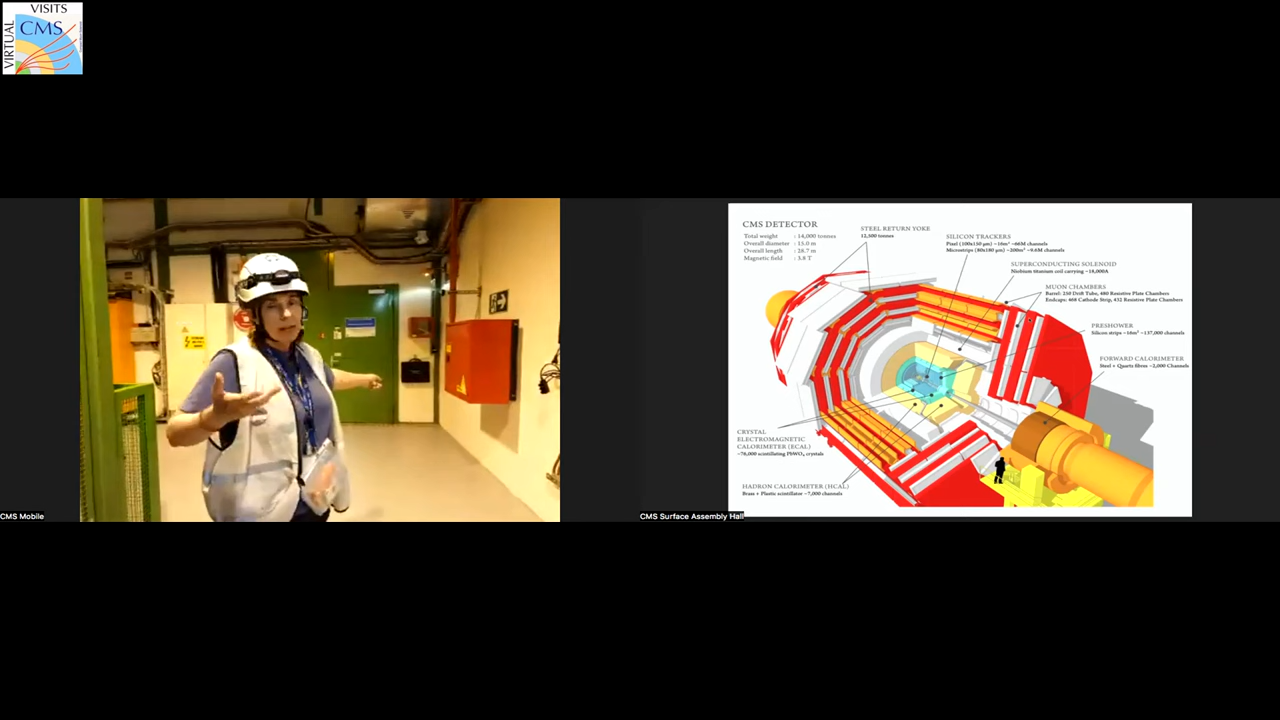 VISITS
CMS
VIRTUAL
CMS DETECTOR
Total weight : 14,000 tonnes
Overall diameter : 15.0 m
Overall length : 28.7 m
Magnetic field : 3.8 T
STEEL RETURN YOKE
12,500 tonnes
SILICON TRACKERS
Pixel (100x150 μm) ~16m² ~66M channels
Microstrips (80x180 μm) ~200m² ~9.6M channels
SUPERCONDUCTING SOLENOID
Niobium titanium coil carrying ~18,000A
MUON CHAMBERS
Barrel: 250 Drift Tube, 480 Resistive Plate Chambers
Endcaps: 468 Cathode Strip, 432 Resistive Plate Chambers
PRESHOWER
Silicon strips ~16m² ~137,000 channels
FORWARD CALORIMETER
Steel + Quartz fibres ~2,000 Channels
CRYSTAL
ELECTROMAGNETIC
CALORIMETER (ECAL)
~76,000 scintillating PbWO₄ crystals
HADRON CALORIMETER (HCAL)
Brass + Plastic scintillator ~7,000 channels
CMS Mobile
CMS Surface Assembly Hall